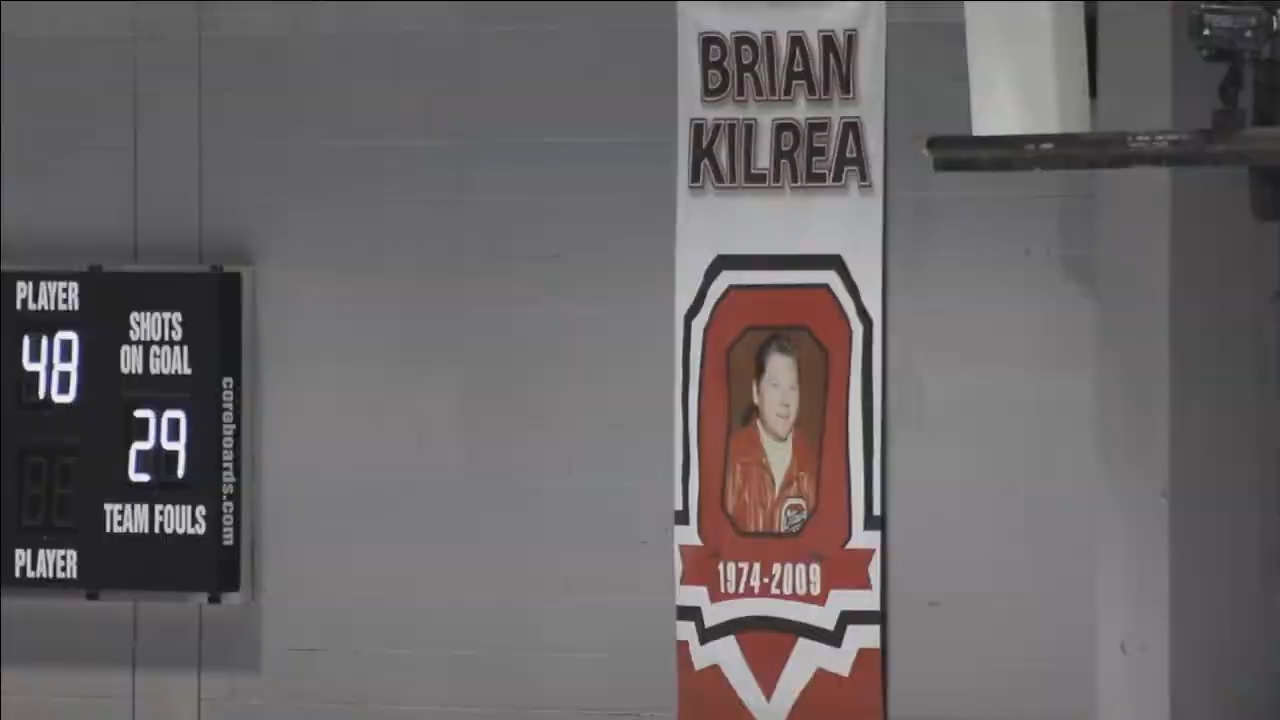 BRIAN
KILREA
1974-2009
PLAYER
48
PLAYER
SHOTS
ON GOAL
29
TEAM FOULS
coreboards.com